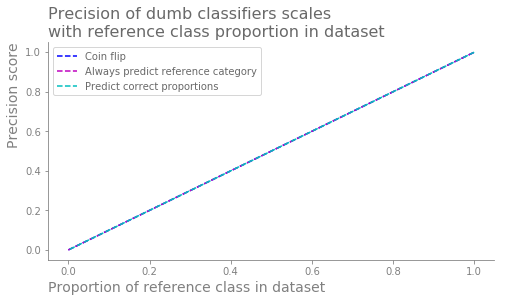 Precision of dumb classifiers scales
with reference class proportion in dataset
Precision score
Coin flip
Always predict reference category
Predict correct proportions
1.0
0.8
0.6
0.4
0.2
0.0
0.0 0.2 0.4 0.6 0.8 1.0
Proportion of reference class in dataset